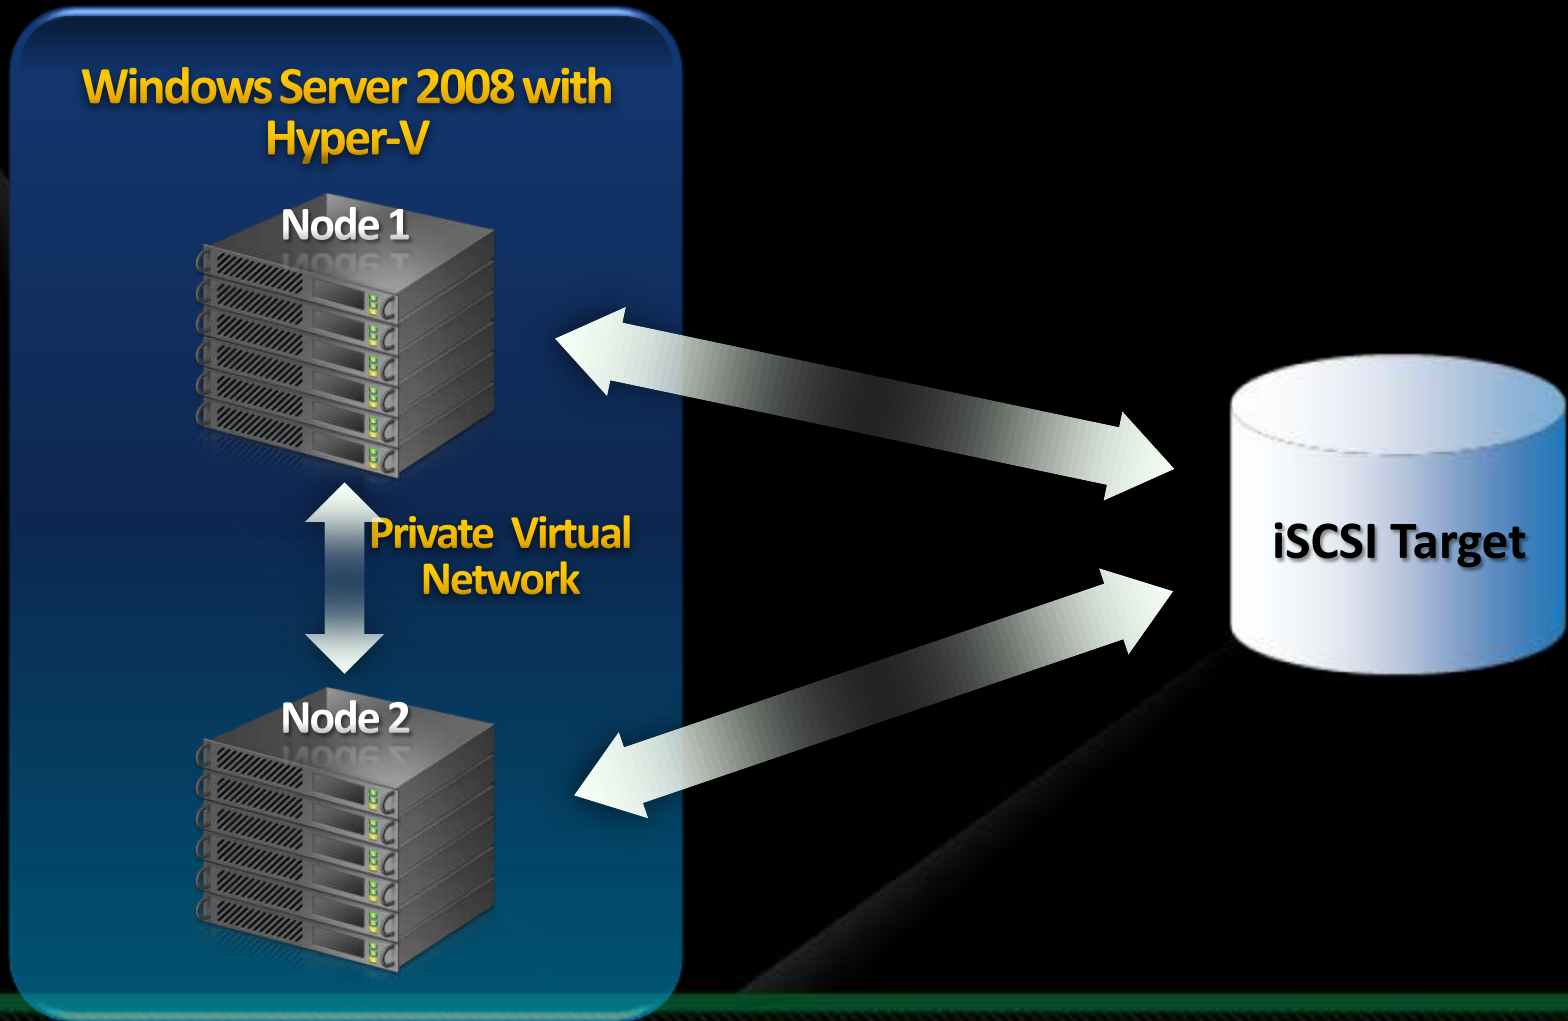 Windows Server 2008 with
Hyper-V
Node 1
Private Virtual
Network
Node 2
iSCSI Target